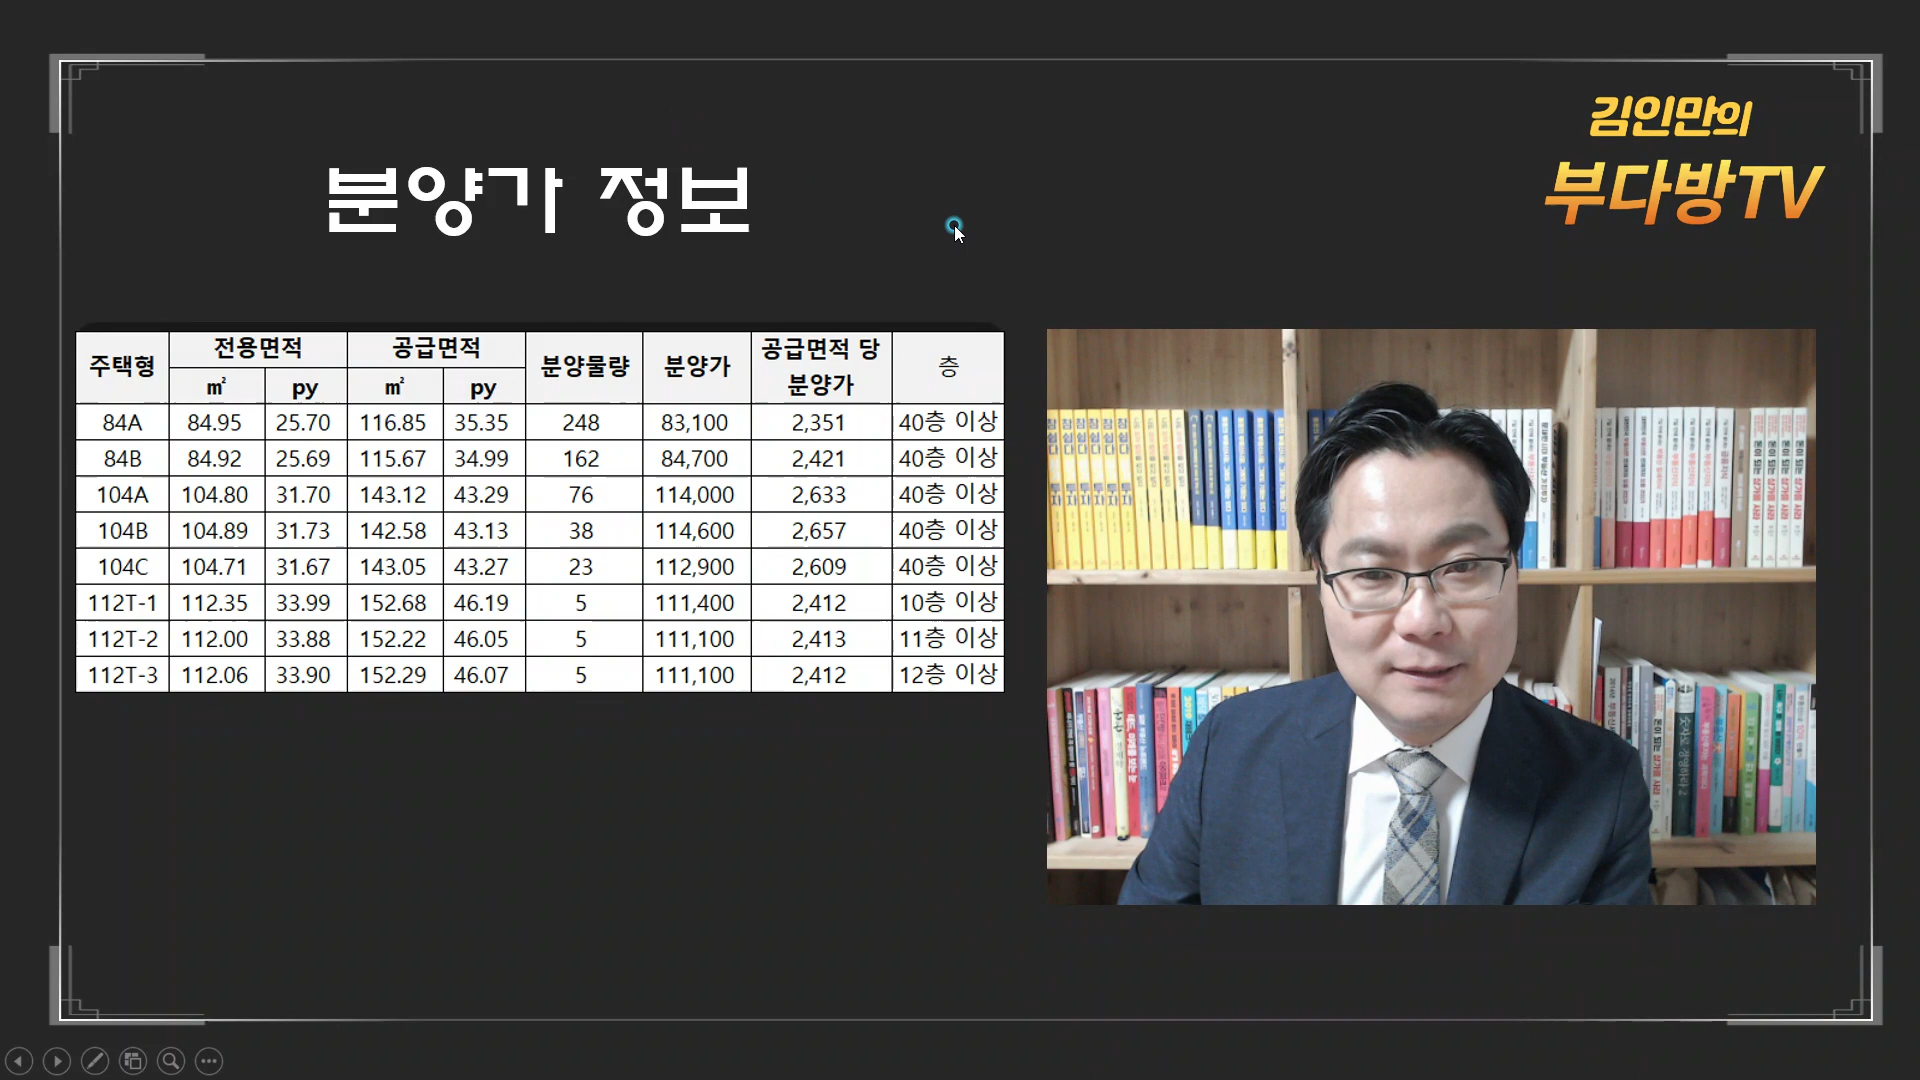 김인만의
부다방TV
분양가 정보
주택형 전용면적 공급면적 분양물량 분양가 공급면적 당 분양가 층
㎡ py ㎡ py
84A 84.95 25.70 116.85 35.35 248 83,100 2,351 40층 이상
84B 84.92 25.69 115.67 34.99 162 84,700 2,421 40층 이상
104A 104.80 31.70 143.12 43.29 76 114,000 2,633 40층 이상
104B 104.89 31.73 142.58 43.13 38 114,600 2,657 40층 이상
104C 104.71 31.67 143.05 43.27 23 112,900 2,609 40층 이상
112T-1 112.35 33.99 152.68 46.19 5 111,400 2,412 10층 이상
112T-2 112.00 33.88 152.22 46.05 5 111,100 2,413 11층 이상
112T-3 112.06 33.90 152.29 46.07 5 111,100 2,412 12층 이상